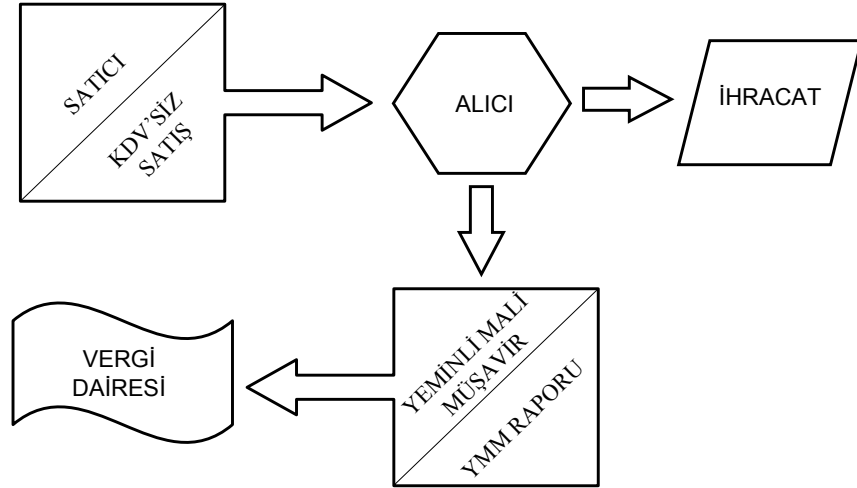 SATICI
KDV'SİZ
SATIŞ
ALICI
İHRACAT
YEMİNLİ MALİ
MÜŞAVİR
YMM RAPORU
VERGİ
DAİRESİ